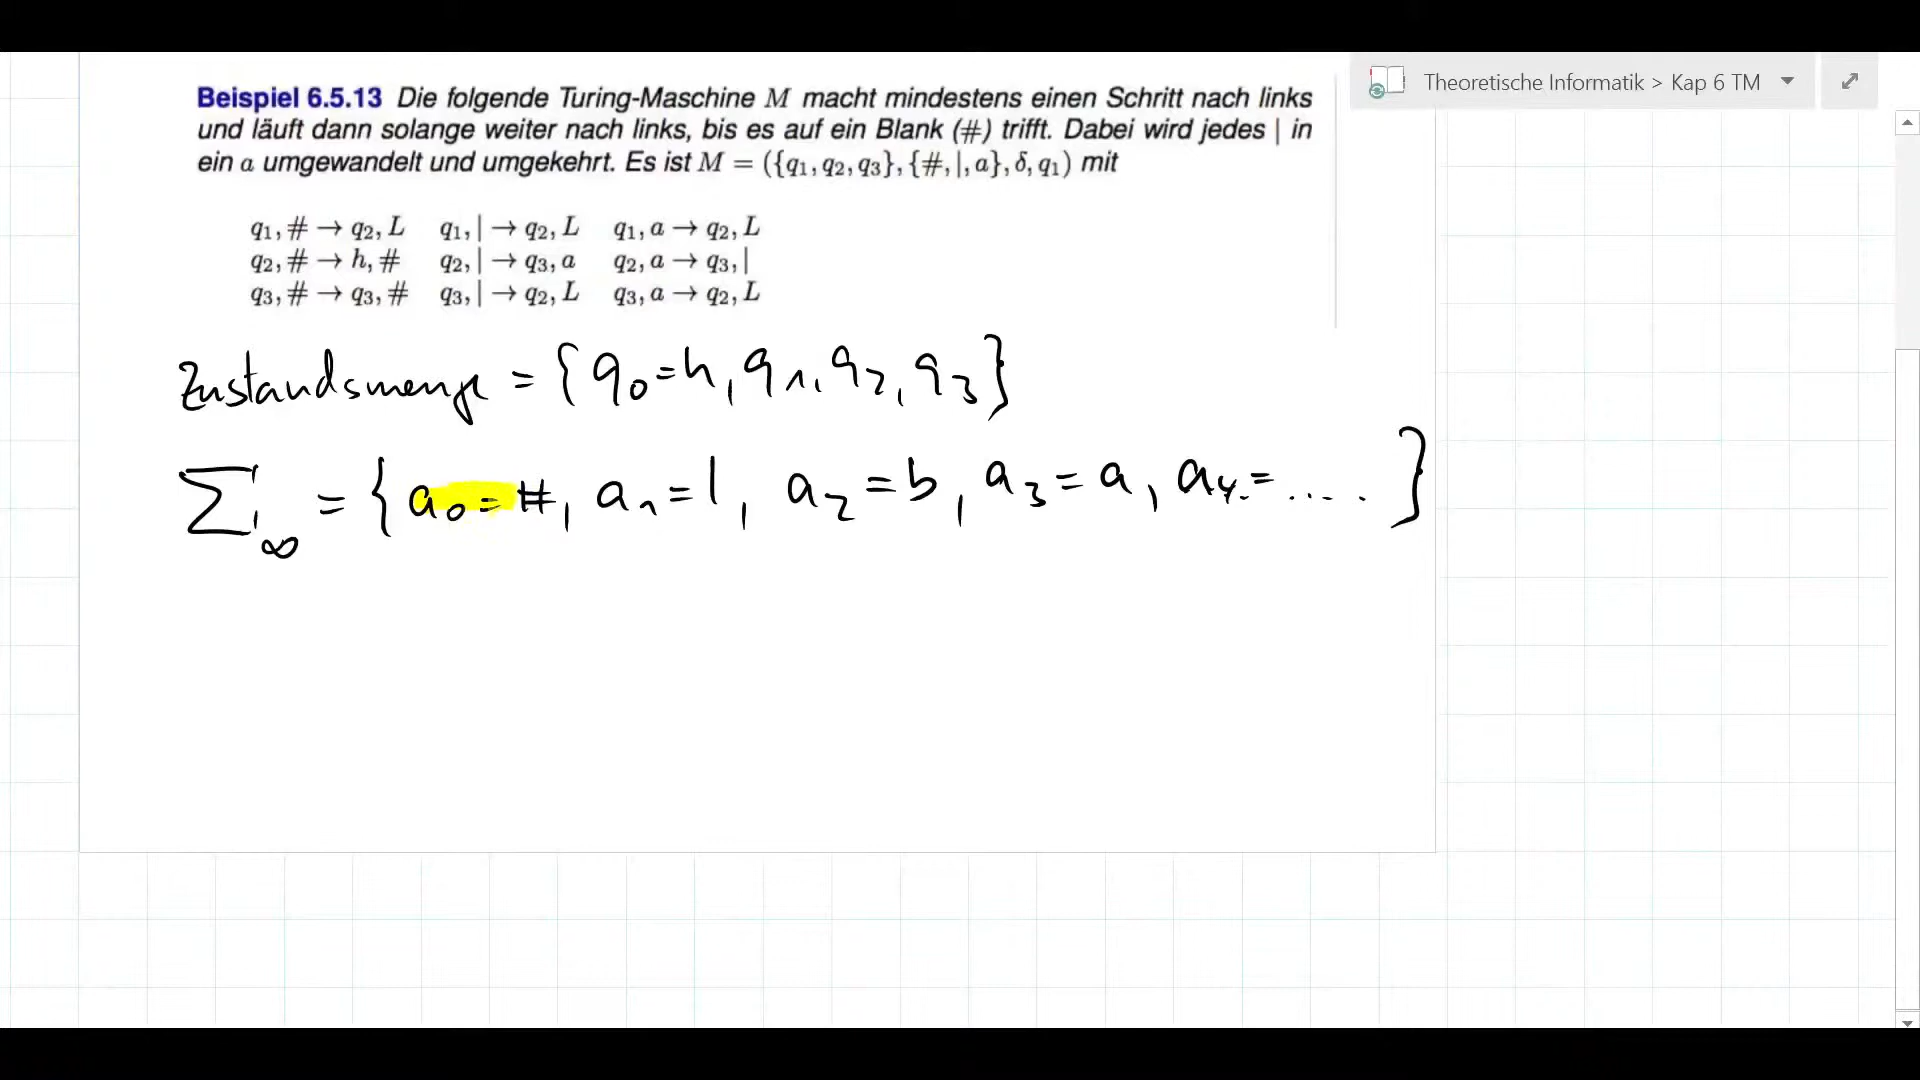 Theoretische Informatik > Kap 6 TM
Beispiel 6.5.13 Die folgende Turing-Maschine M macht mindestens einen Schritt nach links
und läuft dann solange weiter nach links, bis es auf ein Blank (#) trifft. Dabei wird jedes | in
ein a umgewandelt und umgekehrt. Es ist M = ({q₁, q₂, q₃}, {#, |, a}, δ, q₁) mit
q₁, # → q₂, L q₁, | → q₂, L q₁, a → q₂, L
q₂, # → h, # q₂, | → q₃, a q₂, a → q₃, |
q₃, # → q₃, # q₃, | → q₂, L q₃, a → q₂, L
Zustandsmenge = {q₀=h, q₁, q₂, q₃}
Σ∞ = {a₀=#, a₁=|, a₂=b, a₃=a, a₄=.....}